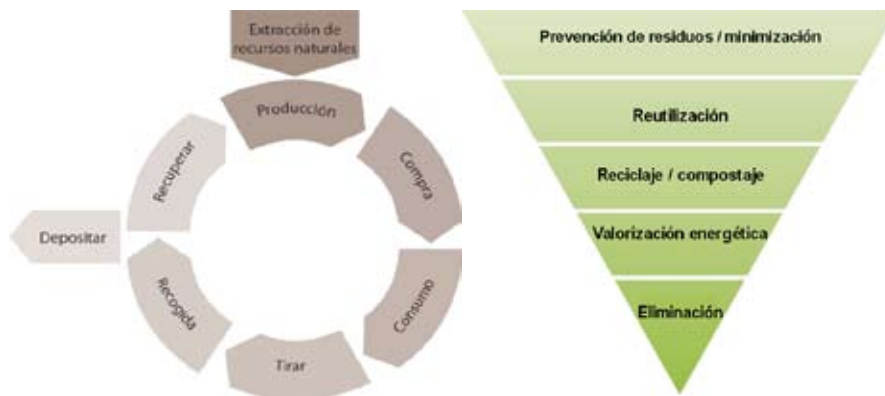 Extracción de
recursos naturales
Producción
Compra
Consumo
Tirar
Recogida
Depositar
Recuperar
Prevención de residuos / minimización
Reutilización
Reciclaje / compostaje
Valorización energética
Eliminación